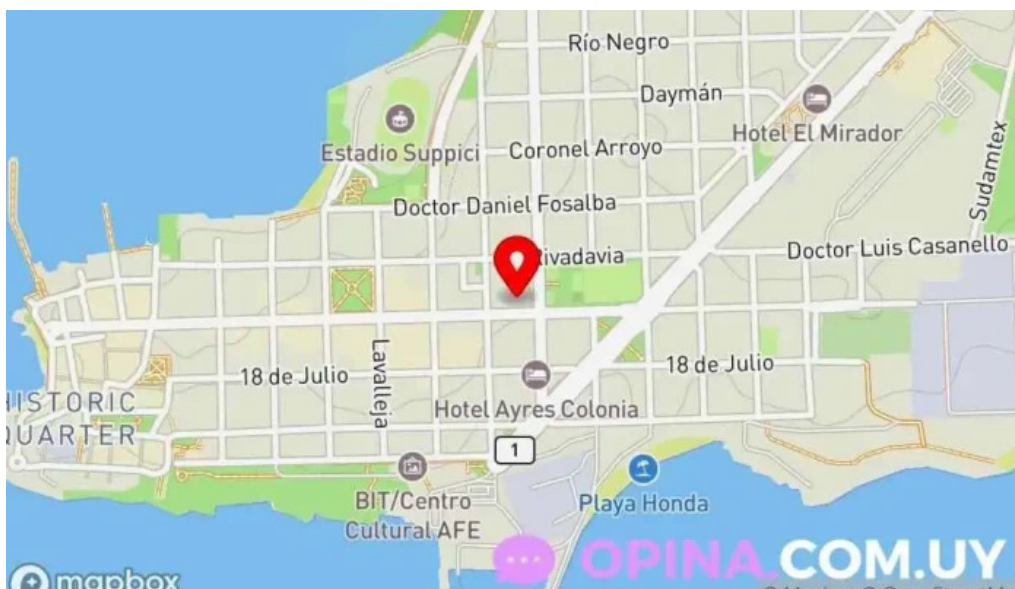 Río Negro
Daymán
Hotel El Mirador
Estadio Suppici
Coronel Arroyo
Sudamtex
Doctor Daniel Fosalba
Doctor Luis Casanello
18 de Julio
Lavalleja
18 de Julio
HISTORIC
QUARTER
Hotel Ayres Colonia
1
BIT/Centro
Cultural AFE
Playa Honda
OPINA.COM.UY
mapbox